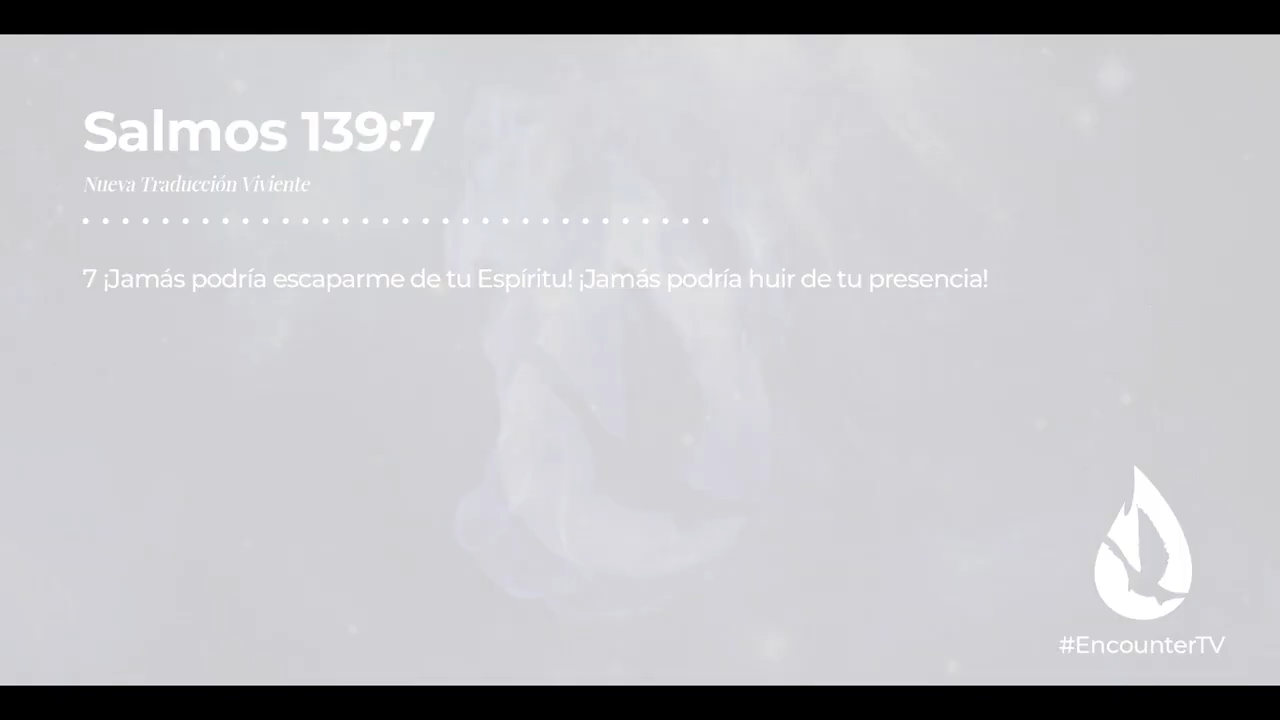 Salmos 139:7
Nueva Traducción Viviente
7 ¡Jamás podría escaparme de tu Espíritu! ¡Jamás podría huir de tu presencia!
#EncounterTV